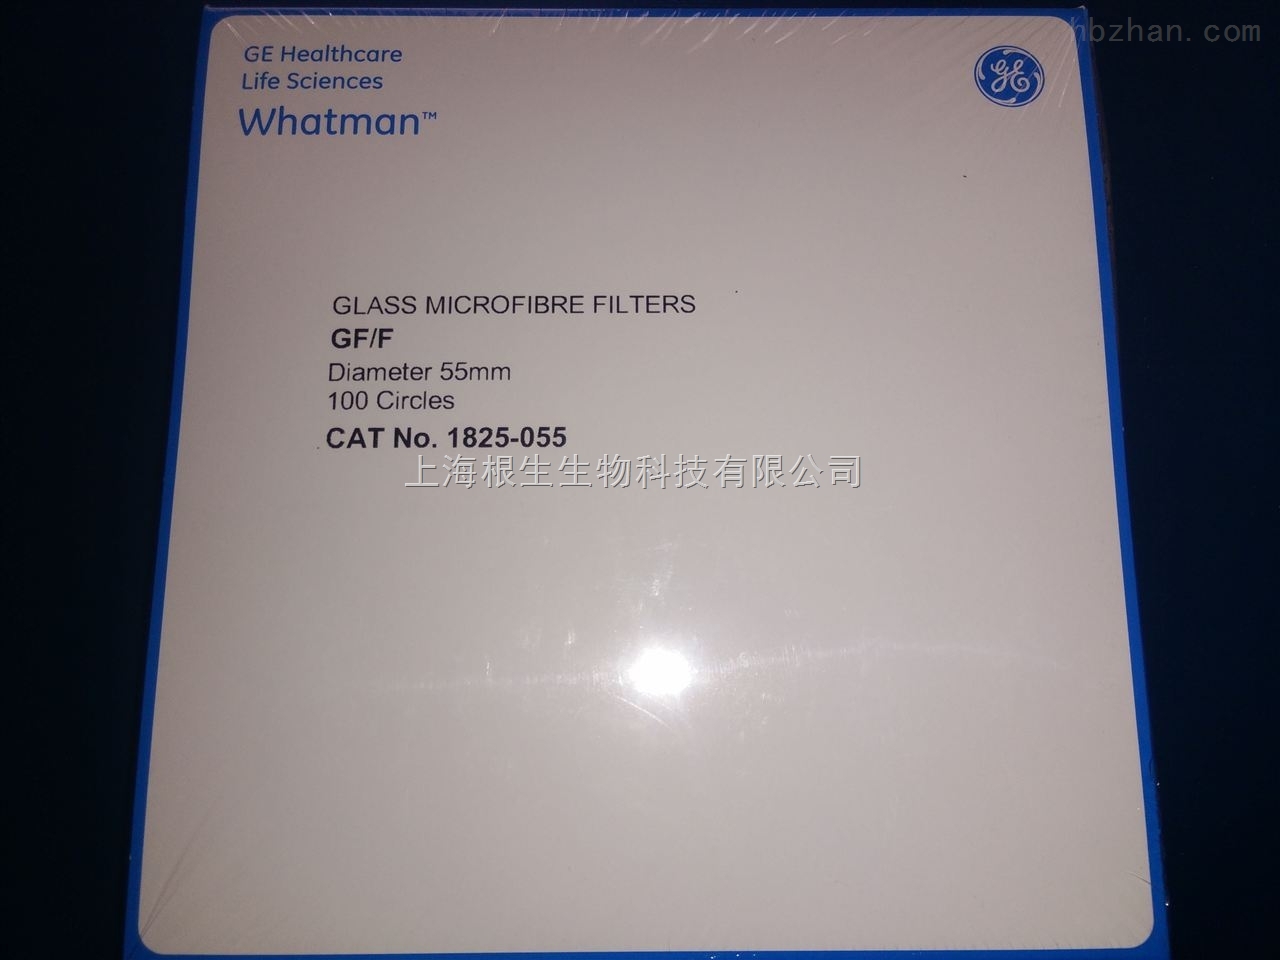 hbzhan.com
GE Healthcare
Life Sciences
Whatman™
GE
GLASS MICROFIBRE FILTERS
GF/F
Diameter 55mm
100 Circles
CAT No. 1825-055
上海根生生物科技有限公司